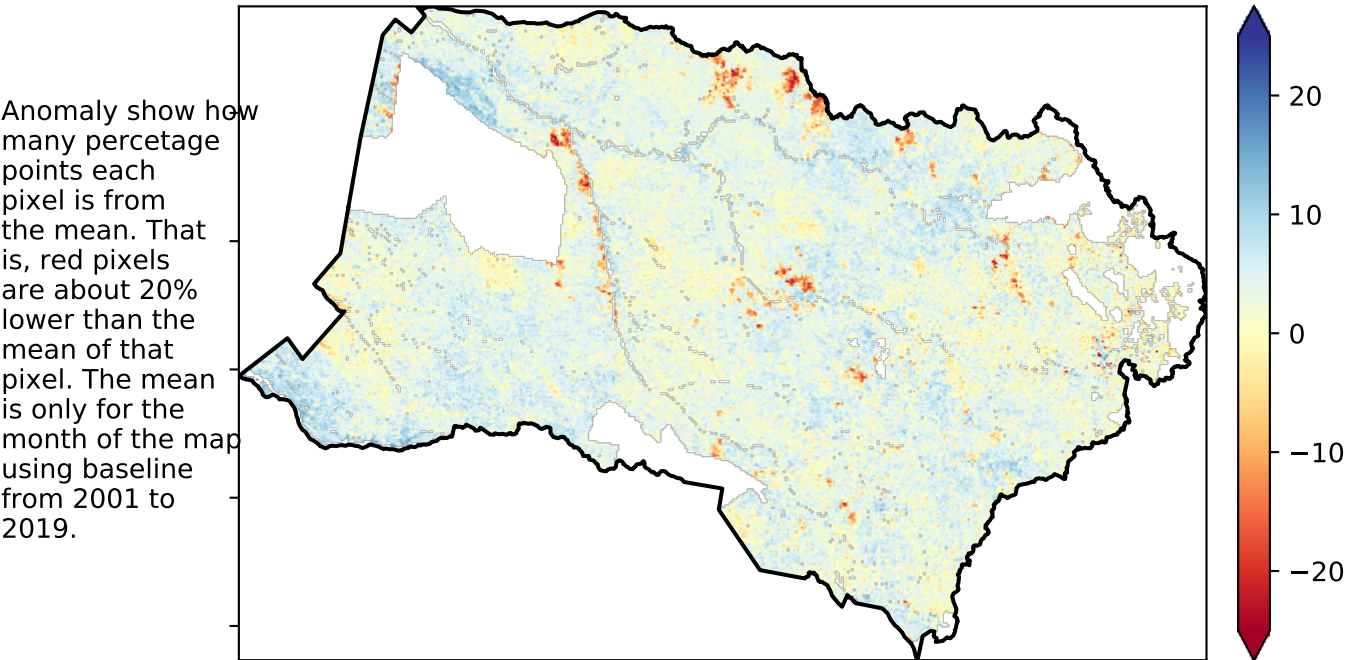 Anomaly show how
many percetage
points each
pixel is from
the mean. That
is, red pixels
are about 20%
lower than the
mean of that
pixel. The mean
is only for the
month of the map
using baseline
from 2001 to
2019.
20
10
0
−10
−20